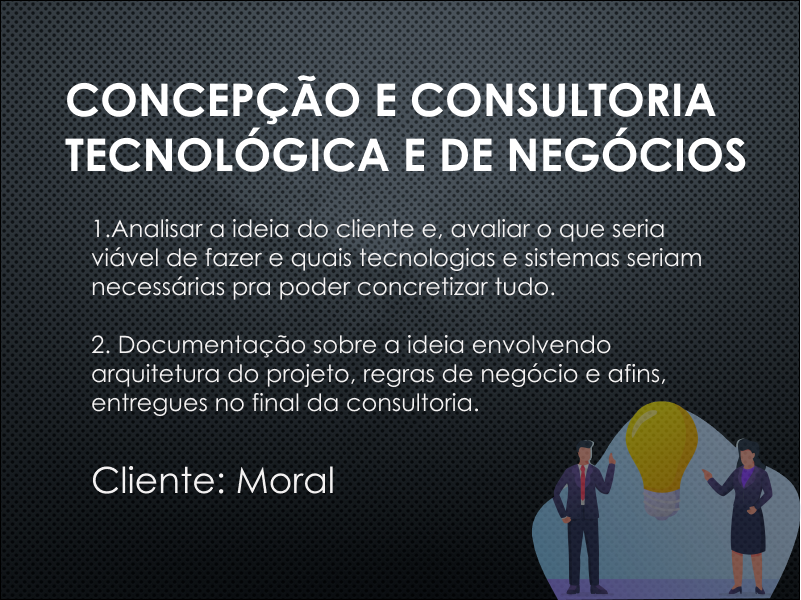 CONCEPÇÃO E CONSULTORIA
TECNOLÓGICA E DE NEGÓCIOS
1.Analisar a ideia do cliente e, avaliar o que seria
viável de fazer e quais tecnologias e sistemas seriam
necessárias pra poder concretizar tudo.
2. Documentação sobre a ideia envolvendo
arquitetura do projeto, regras de negócio e afins,
entregues no final da consultoria.
Cliente: Moral